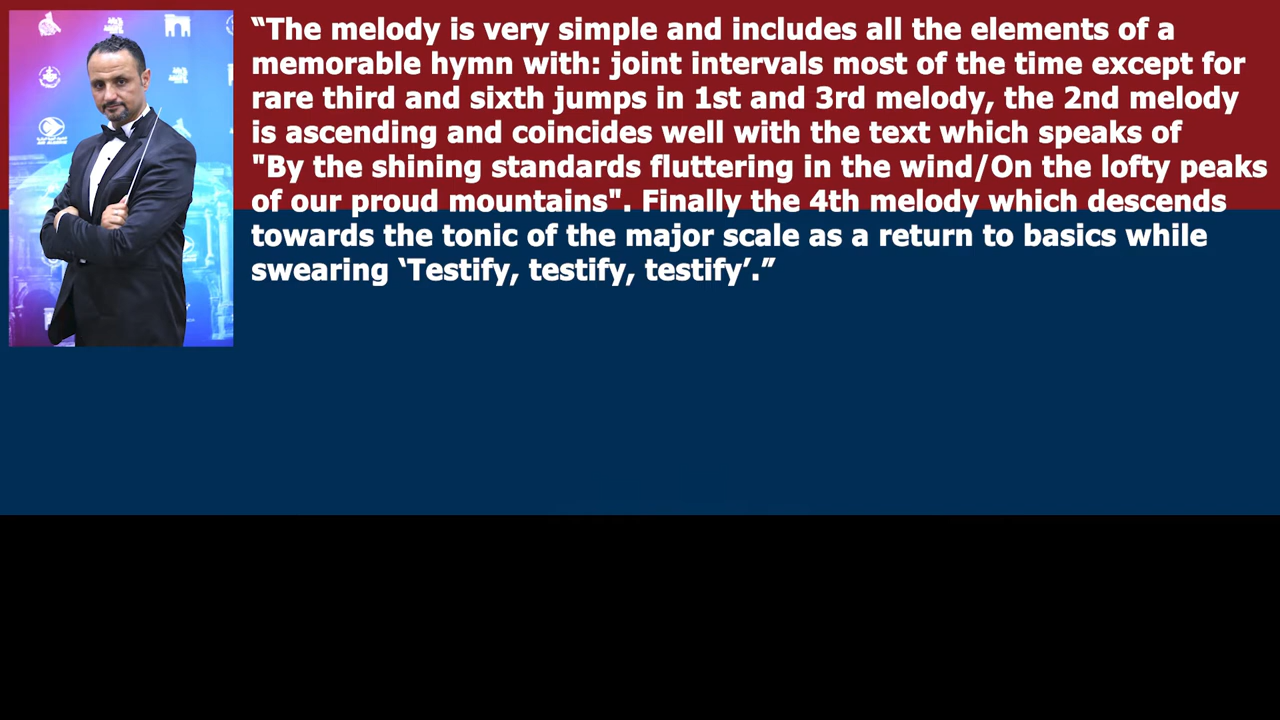 “The melody is very simple and includes all the elements of a
memorable hymn with: joint intervals most of the time except for
rare third and sixth jumps in 1st and 3rd melody, the 2nd melody
is ascending and coincides well with the text which speaks of
"By the shining standards fluttering in the wind/On the lofty peaks
of our proud mountains". Finally the 4th melody which descends
towards the tonic of the major scale as a return to basics while
swearing ‘Testify, testify, testify’.”